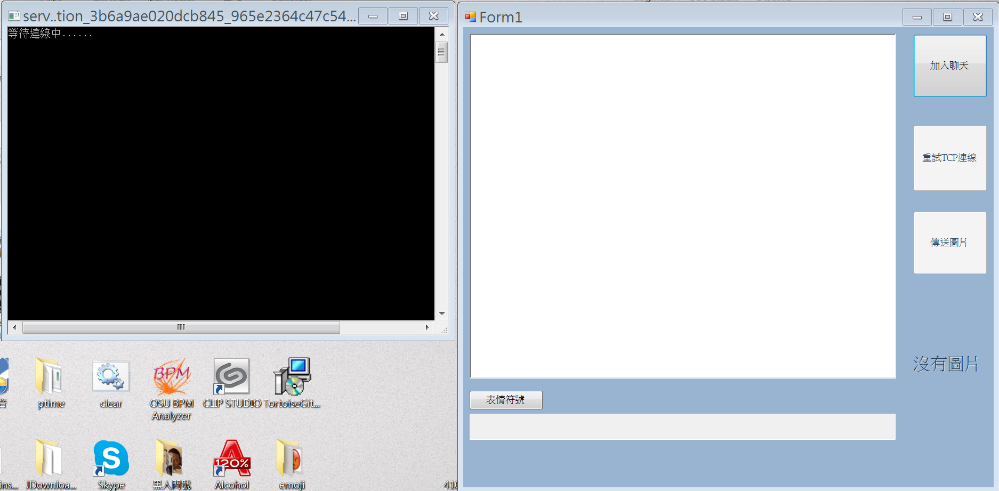 serv..tion_3b6a9ae020dcb845_965e2364c47c54...
等待連線中......
Form1
加入聊天
重試TCP連線
傳送圖片
沒有圖片
表情符號
音
ptime
clear
OSU BPM
Analyzer
CLIP STUDIO
TortoiseGit...
BPM
ins...
JDownloa...
Skype
黑人問號
120%
Alcohol
emoji
410